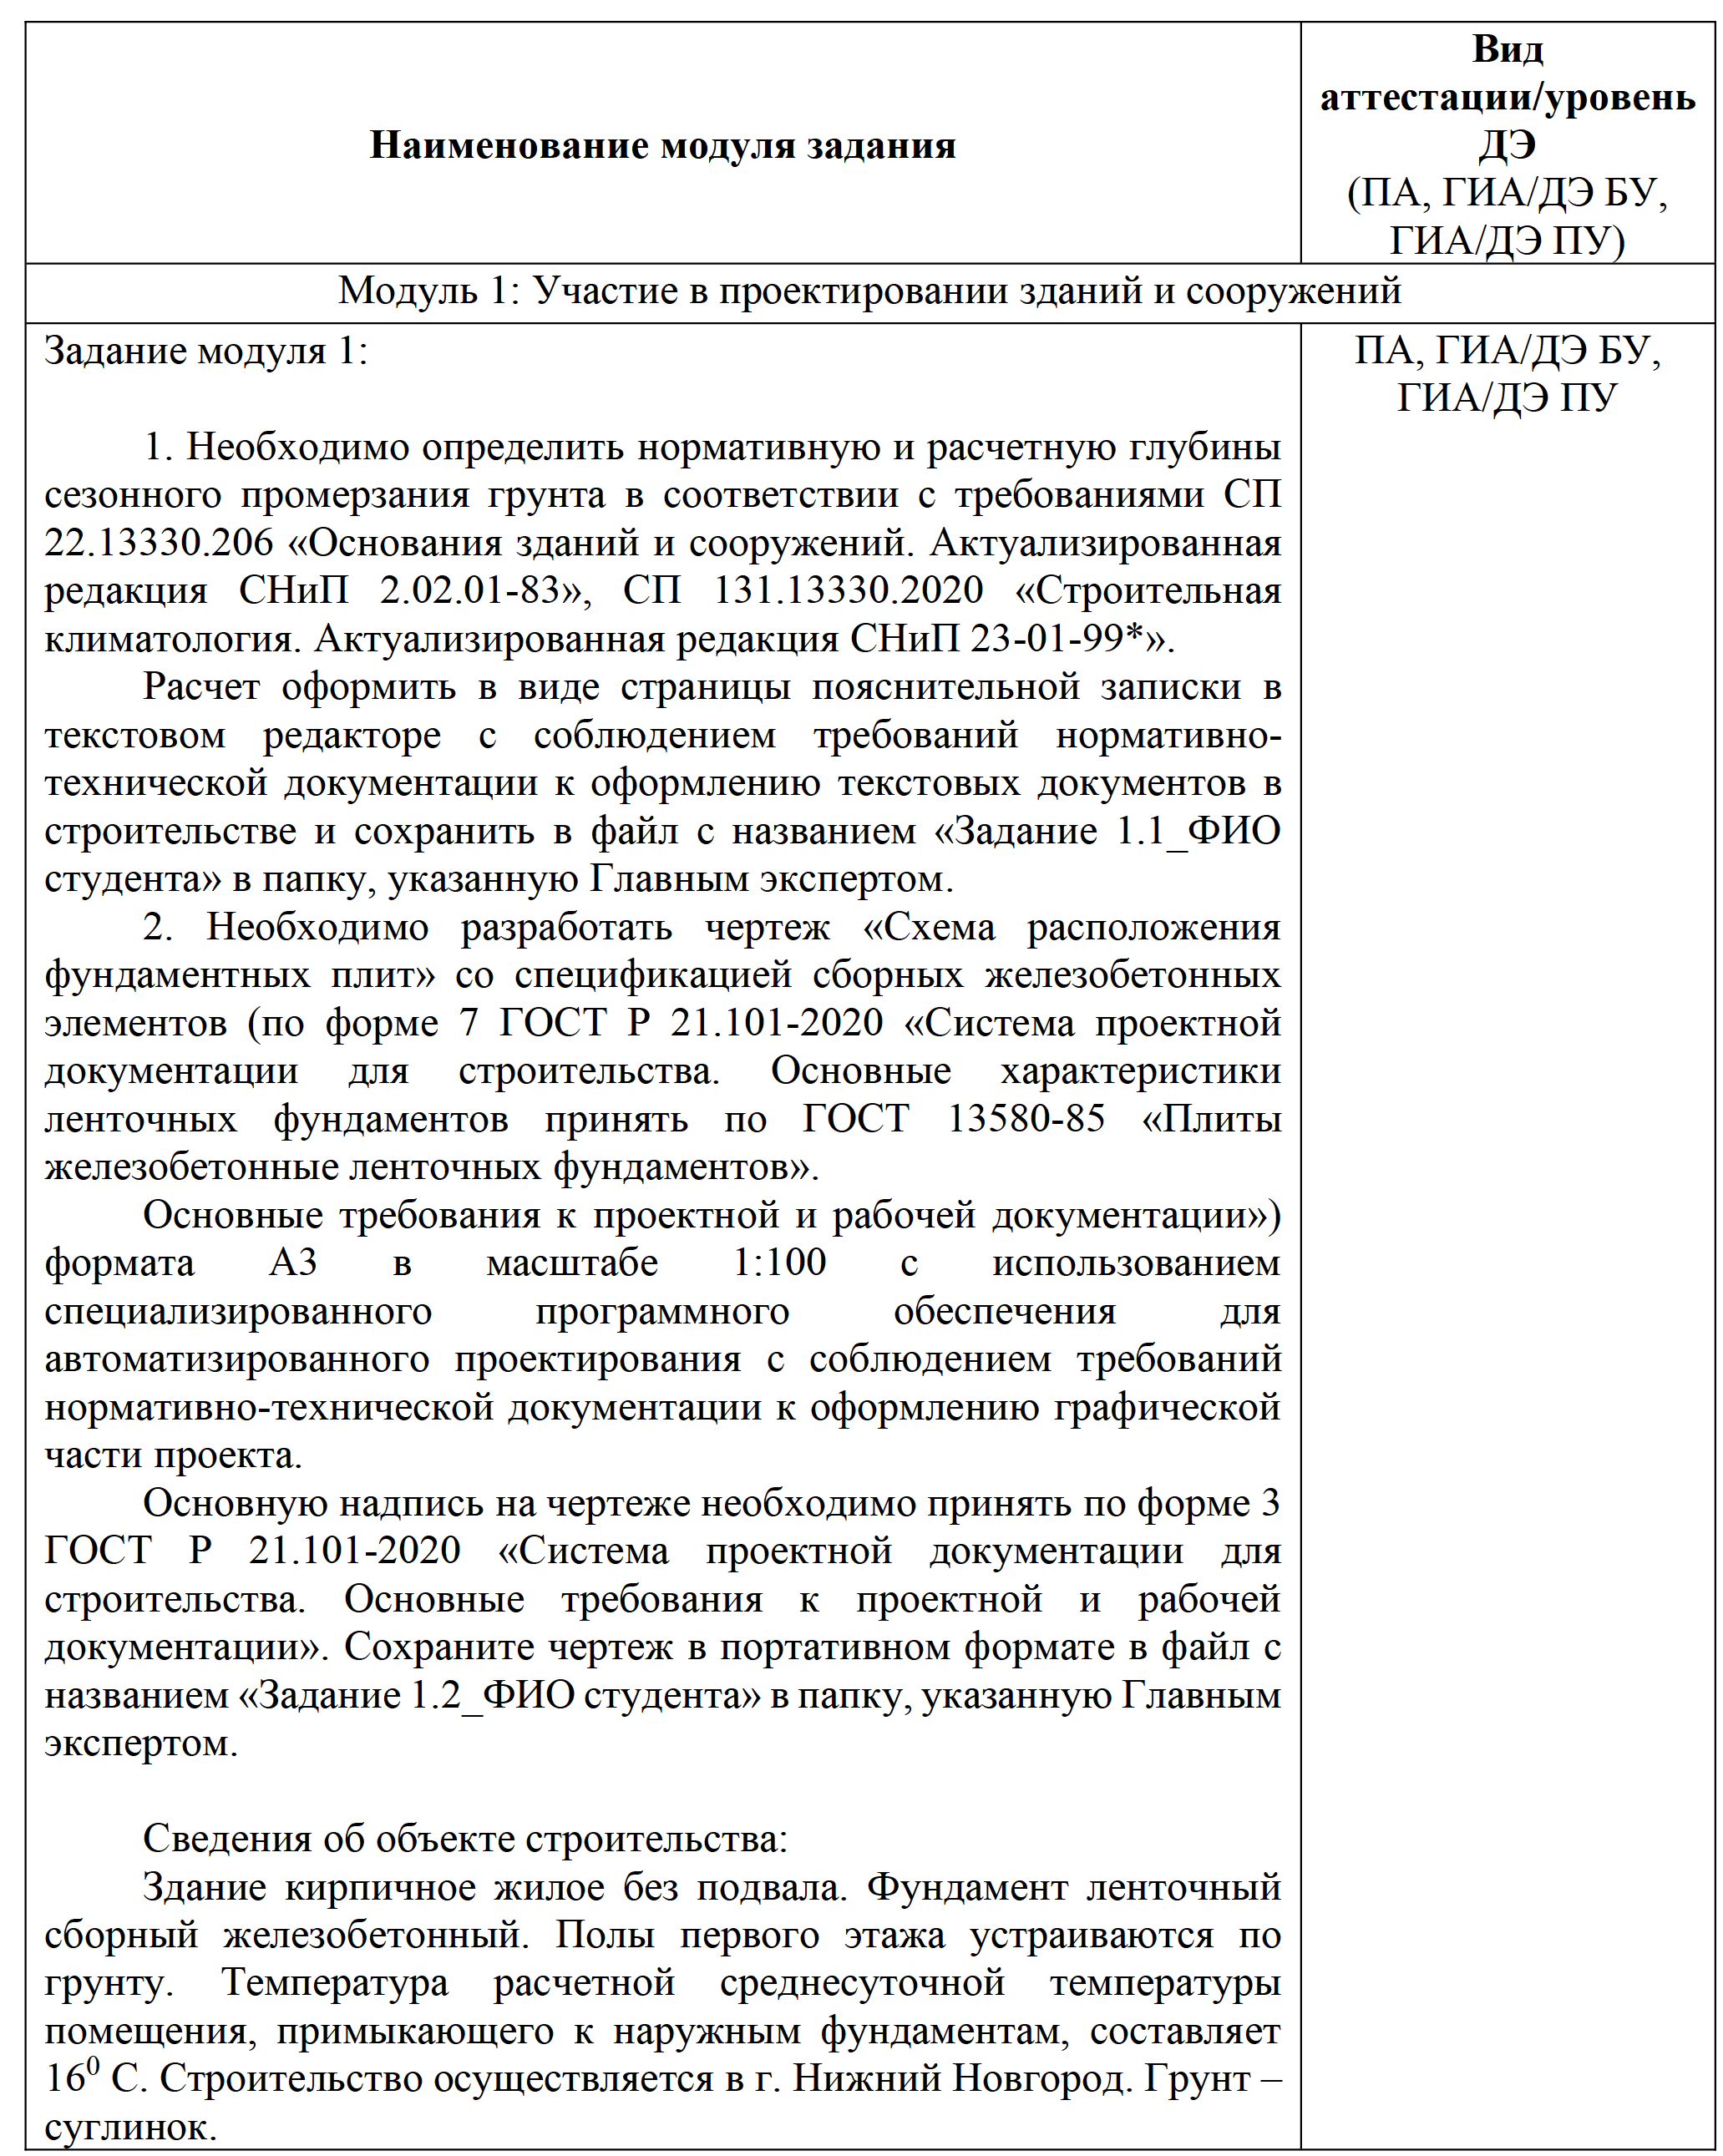 Наименование модуля задания
Вид
аттестации/уровень
ДЭ
(ПА, ГИА/ДЭ БУ,
ГИА/ДЭ ПУ)
Модуль 1: Участие в проектировании зданий и сооружений
Задание модуля 1:
ПА, ГИА/ДЭ БУ,
ГИА/ДЭ ПУ
1. Необходимо определить нормативную и расчетную глубины
сезонного промерзания грунта в соответствии с требованиями СП
22.13330.206 «Основания зданий и сооружений. Актуализированная
редакция СНиП 2.02.01-83», СП 131.13330.2020 «Строительная
климатология. Актуализированная редакция СНиП 23-01-99*».
Расчет оформить в виде страницы пояснительной записки в
текстовом редакторе с соблюдением требований нормативно-
технической документации к оформлению текстовых документов в
строительстве и сохранить в файл с названием «Задание 1.1_ФИО
студента» в папку, указанную Главным экспертом.
2. Необходимо разработать чертеж «Схема расположения
фундаментных плит» со спецификацией сборных железобетонных
элементов (по форме 7 ГОСТ Р 21.101-2020 «Система проектной
документации для строительства. Основные характеристики
ленточных фундаментов принять по ГОСТ 13580-85 «Плиты
железобетонные ленточных фундаментов».
Основные требования к проектной и рабочей документации»)
формата А3 в масштабе 1:100 с использованием
специализированного программного обеспечения для
автоматизированного проектирования с соблюдением требований
нормативно-технической документации к оформлению графической
части проекта.
Основную надпись на чертеже необходимо принять по форме 3
ГОСТ Р 21.101-2020 «Система проектной документации для
строительства. Основные требования к проектной и рабочей
документации». Сохраните чертеж в портативном формате в файл с
названием «Задание 1.2_ФИО студента» в папку, указанную Главным
экспертом.
Сведения об объекте строительства:
Здание кирпичное жилое без подвала. Фундамент ленточный
сборный железобетонный. Полы первого этажа устраиваются по
грунту. Температура расчетной среднесуточной температуры
помещения, примыкающего к наружным фундаментам, составляет
16⁰ С. Строительство осуществляется в г. Нижний Новгород. Грунт –
суглинок.